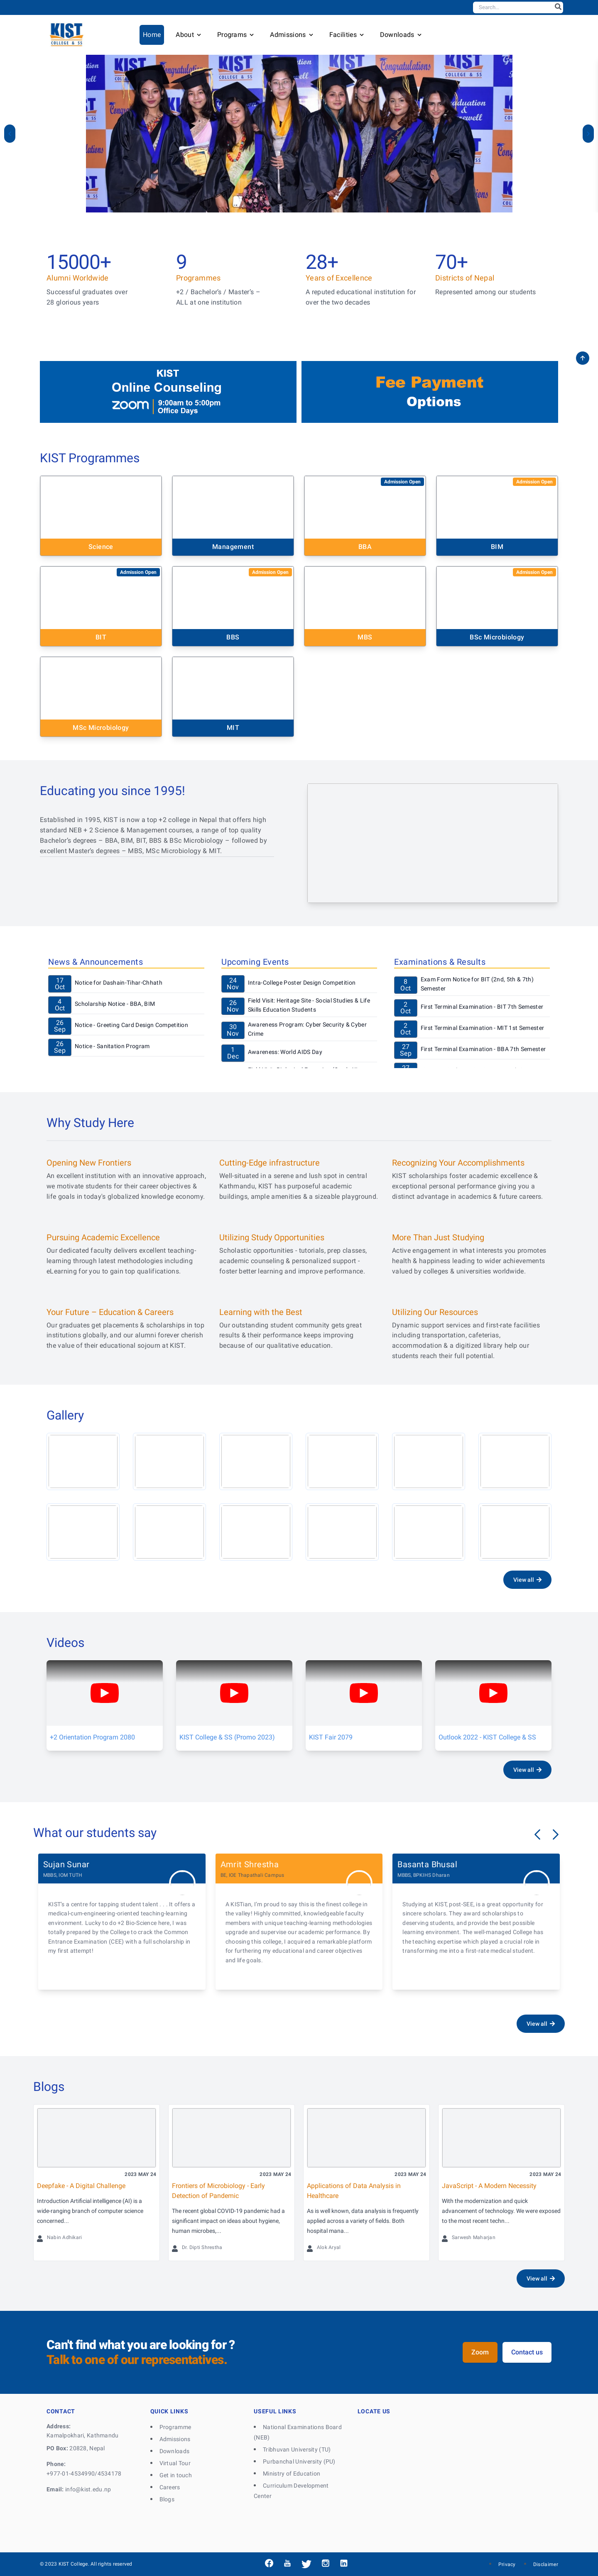 Search...
KIST
COLLEGE & SS
Home
About
Programs
Admissions
Facilities
Downloads
15000+
Alumni Worldwide
Successful graduates over
28 glorious years
9
Programmes
+2 / Bachelor's / Master's –
ALL at one institution
28+
Years of Excellence
A reputed educational institution for
over the two decades
70+
Districts of Nepal
Represented among our students
KIST
Online Counseling
zoom | 9:00am to 5:00pm
Office Days
Fee Payment
Options
KIST Programmes
Science
Management
Admission Open
BBA
Admission Open
BIM
Admission Open
BIT
Admission Open
BBS
MBS
Admission Open
BSc Microbiology
MSc Microbiology
MIT
Educating you since 1995!
Established in 1995, KIST is now a top +2 college in Nepal that offers high
standard NEB + 2 Science & Management courses, a range of top quality
Bachelor's degrees – BBA, BIM, BIT, BBS & BSc Microbiology – followed by
excellent Master's degrees – MBS, MSc Microbiology & MIT.
News & Announcements
17 Oct
Notice for Dashain-Tihar-Chhath
4 Oct
Scholarship Notice - BBA, BIM
26 Sep
Notice - Greeting Card Design Competition
26 Sep
Notice - Sanitation Program
Upcoming Events
24 Nov
Intra-College Poster Design Competition
26 Nov
Field Visit: Heritage Site - Social Studies & Life
Skills Education Students
30 Nov
Awareness Program: Cyber Security & Cyber
Crime
1 Dec
Awareness: World AIDS Day
Examinations & Results
8 Oct
Exam Form Notice for BIT (2nd, 5th & 7th)
Semester
2 Oct
First Terminal Examination - BIT 7th Semester
2 Oct
First Terminal Examination - MIT 1st Semester
27 Sep
First Terminal Examination - BBA 7th Semester
Why Study Here
Opening New Frontiers
An excellent institution with an innovative approach,
we motivate students for their career objectives &
life goals in today's globalized knowledge economy.
Cutting-Edge infrastructure
Well-situated in a serene and lush spot in central
Kathmandu, KIST has purposeful academic
buildings, ample amenities & a sizeable playground.
Recognizing Your Accomplishments
KIST scholarships foster academic excellence &
exceptional personal performance giving you a
distinct advantage in academics & future careers.
Pursuing Academic Excellence
Our dedicated faculty delivers excellent teaching-
learning through latest methodologies including
eLearning for you to gain top qualifications.
Utilizing Study Opportunities
Scholastic opportunities - tutorials, prep classes,
academic counseling & personalized support -
foster better learning and improve performance.
More Than Just Studying
Active engagement in what interests you promotes
health & happiness leading to wider achievements
valued by colleges & universities worldwide.
Your Future – Education & Careers
Our graduates get placements & scholarships in top
institutions globally, and our alumni forever cherish
the value of their educational sojourn at KIST.
Learning with the Best
Our outstanding student community gets great
results & their performance keeps improving
because of our qualitative education.
Utilizing Our Resources
Dynamic support services and first-rate facilities
including transportation, cafeterias,
accommodation & a digitized library help our
students reach their full potential.
Gallery
View all
Videos
+2 Orientation Program 2080
KIST College & SS (Promo 2023)
KIST Fair 2079
Outlook 2022 - KIST College & SS
View all
What our students say
Sujan Sunar
MBBS, IOM TUTH
KIST's a centre for tapping student talent . . . . It offers a
medical-cum-engineering-oriented teaching-learning
environment. Lucky to do +2 Bio-Science here, I was
totally prepared by the College to crack the Common
Entrance Examination (CEE) with a full scholarship in
my first attempt!
Amrit Shrestha
BE, IOE Thapathali Campus
A KISTian, I'm proud to say this is the finest college in
the valley! Highly committed, knowledgeable faculty
members with unique teaching-learning methodologies
upgrade and supervise our academic performance. By
choosing this college, I acquired a remarkable platform
for furthering my educational and career objectives
and life goals.
Basanta Bhusal
MBBS, BPKIHS Dharan
Studying at KIST, post-SEE, is a great opportunity for
sincere scholars. They award scholarships to
deserving students, and provide the best possible
learning environment. The well-managed College has
the teaching expertise which played a crucial role in
transforming me into a first-rate medical student.
View all
Blogs
2023 MAY 24
Deepfake - A Digital Challenge
Introduction Artificial intelligence (AI) is a
wide-ranging branch of computer science
concerned...
Nabin Adhikari
2023 MAY 24
Frontiers of Microbiology - Early
Detection of Pandemic
The recent global COVID-19 pandemic had a
significant impact on ideas about hygiene,
human microbes,...
Dr. Dipti Shrestha
2023 MAY 24
Applications of Data Analysis in
Healthcare
As is well known, data analysis is frequently
applied across a variety of fields. Both
hospital mana...
Alok Aryal
2023 MAY 24
JavaScript - A Modern Necessity
With the modernization and quick
advancement of technology. We were exposed
to the most recent techn...
Sarwesh Maharjan
View all
Can't find what you are looking for ?
Talk to one of our representatives.
Zoom
Contact us
CONTACT
Address:
Kamalpokhari, Kathmandu
PO Box: 20828, Nepal
Phone:
+977-01-4534990/4534178
Email: info@kist.edu.np
QUICK LINKS
Programme
Admissions
Downloads
Virtual Tour
Get in touch
Careers
Blogs
USEFUL LINKS
National Examinations Board
(NEB)
Tribhuvan University (TU)
Purbanchal University (PU)
Ministry of Education
Curriculum Development
Center
LOCATE US
© 2023 KIST College. All rights reserved
Privacy
Disclaimer